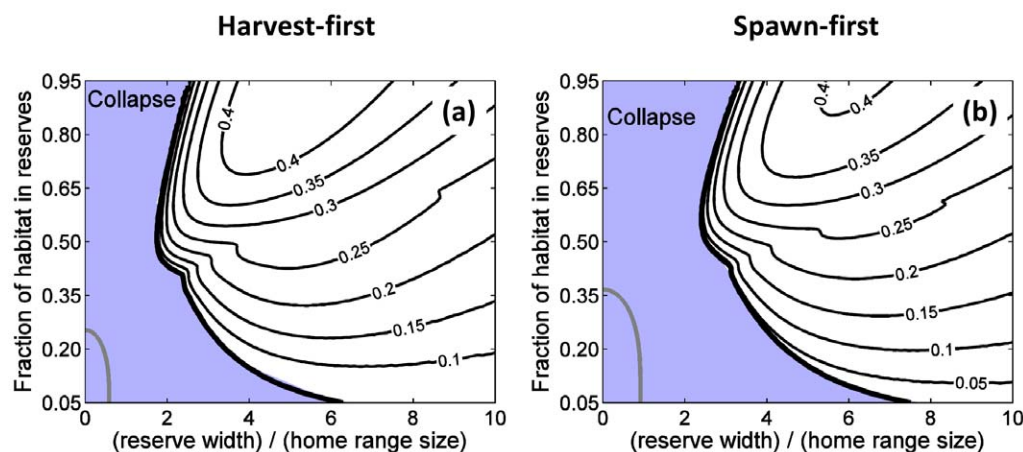 Harvest-first
Spawn-first
0.95
0.80
0.65
0.50
0.35
0.20
0.05
Fraction of habitat in reserves
Collapse
(a)
0.4
0.4
0.35
0.3
0.25
0.2
0.15
0.1
0 2 4 6 8 10
(reserve width) / (home range size)
0.95
0.80
0.65
0.50
0.35
0.20
0.05
Fraction of habitat in reserves
Collapse
(b)
0.4
0.4
0.35
0.3
0.25
0.2
0.15
0.1
0.05
0 2 4 6 8 10
(reserve width) / (home range size)